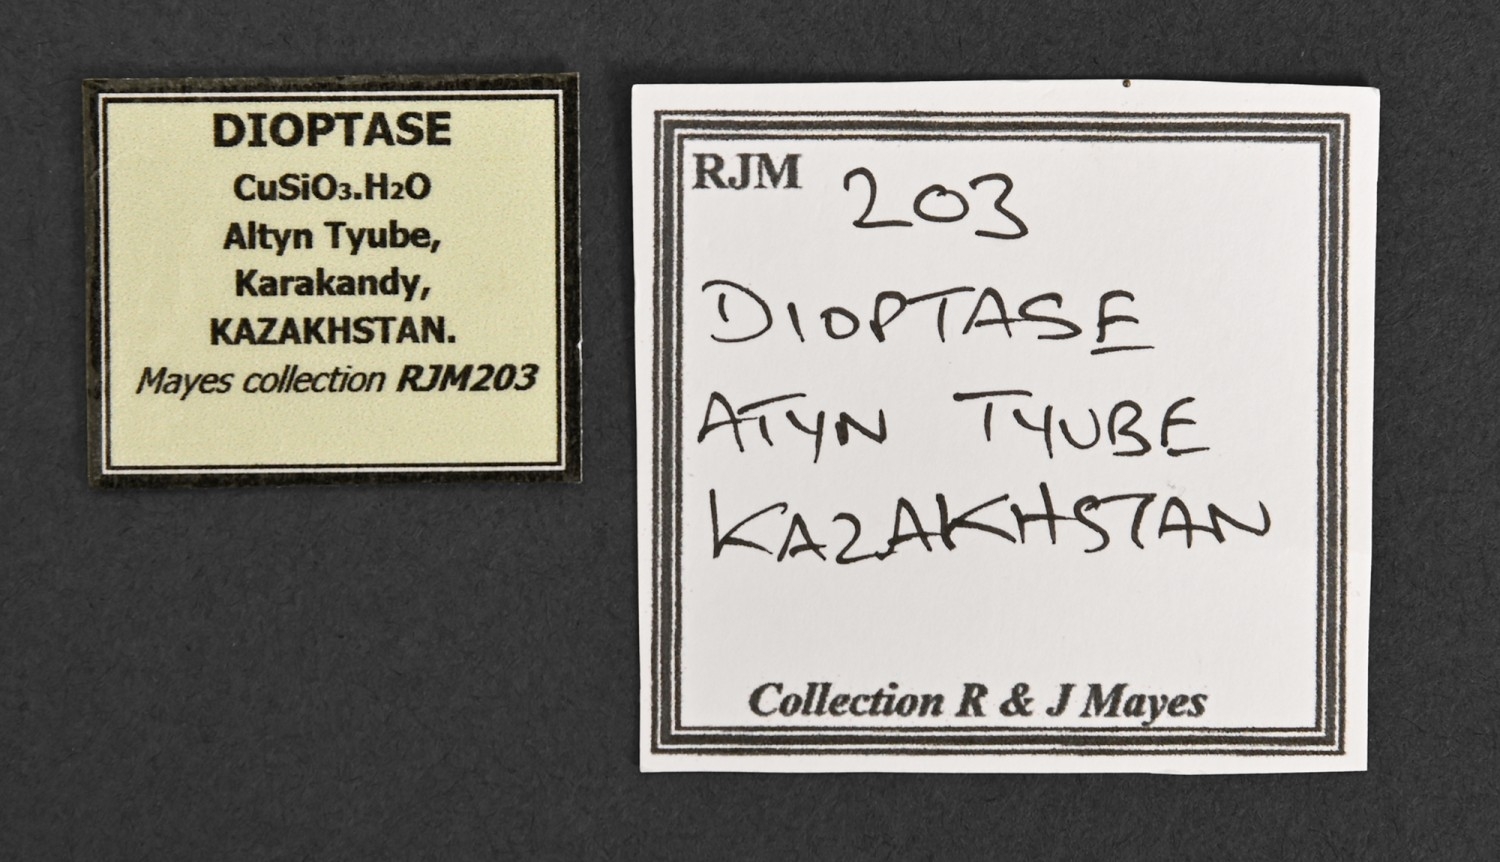 DIOPTASE
CuSiO₃.H₂O
Altyn Tyube,
Karakandy,
KAZAKHSTAN.
Mayes collection RJM203
RJM 203
DIOPTASE
ATYN TYUBE
KAZAKHSTAN
Collection R & J Mayes